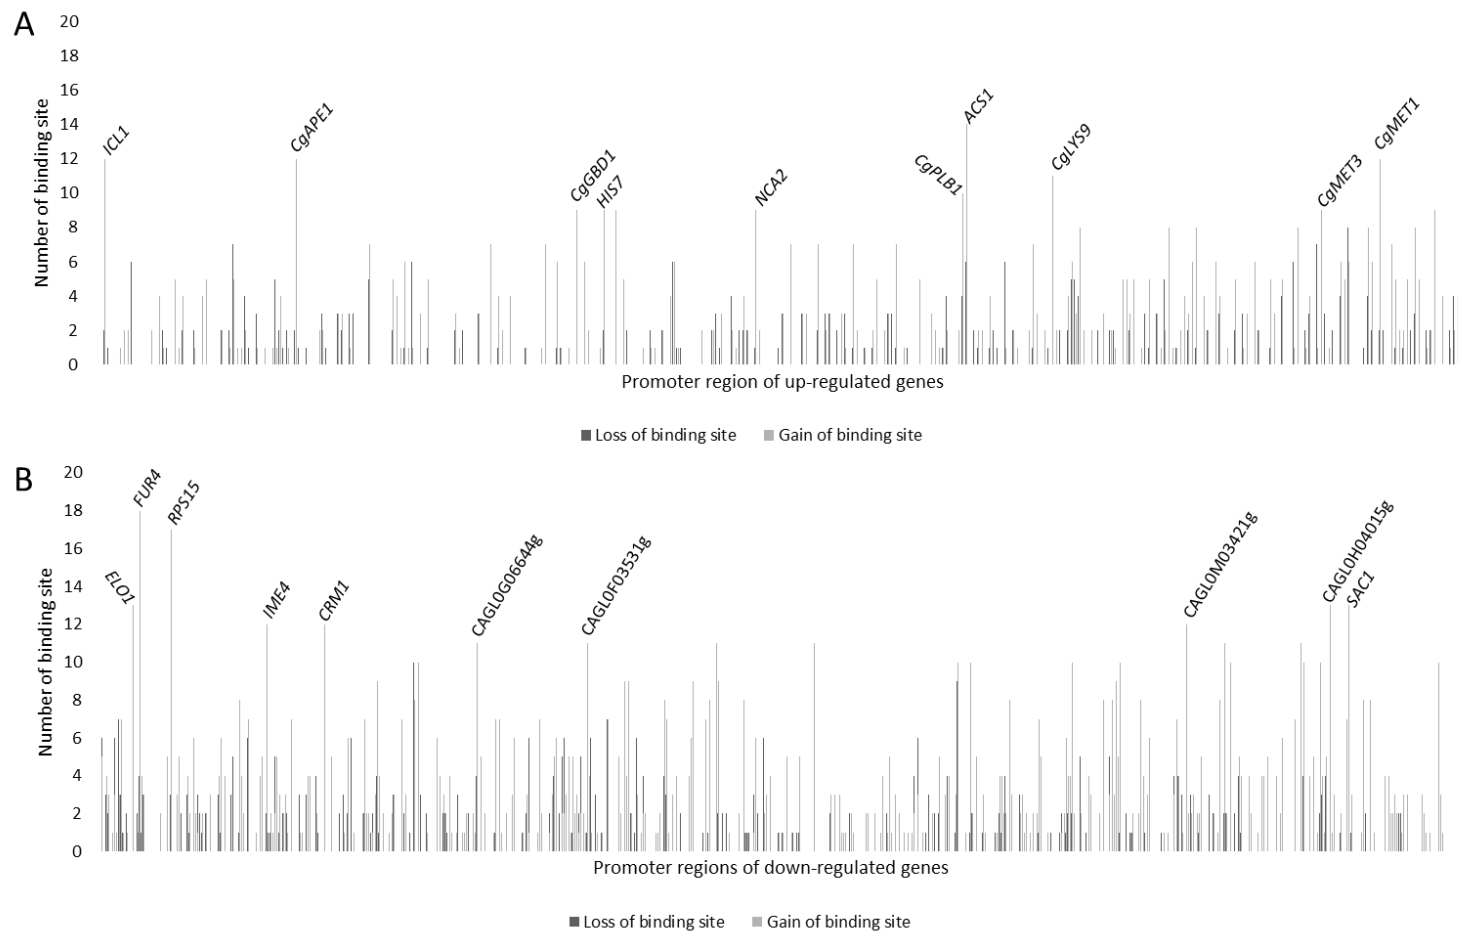 A
20
18
16
14
12
10
8
6
4
2
0
Number of binding site
ICL1
CgAPE1
CgGBD1
HIS7
NCA2
CgPLB1
ACS1
CgLYS9
CgMET3
CgMET1
Promoter region of up-regulated genes
Loss of binding site
Gain of binding site
B
20
18
16
14
12
10
8
6
4
2
0
Number of binding site
ELO1
FUR4
RPS15
IME4
CRM1
CAGL0G06644g
CAGL0F03531g
CAGL0M03421g
CAGL0H04015g
SAC1
Promoter regions of down-regulated genes
Loss of binding site
Gain of binding site